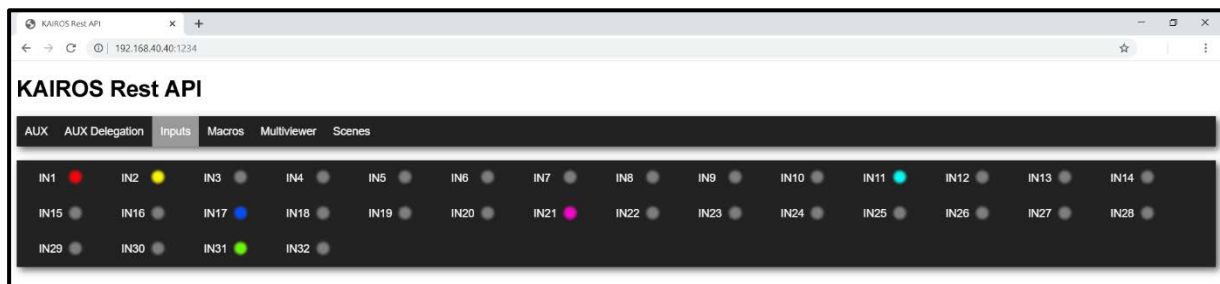 KAIROS Rest API
192.168.40.40:1234
KAIROS Rest API
AUX AUX Delegation Inputs Macros Multiviewer Scenes
IN1 IN2 IN3 IN4 IN5 IN6 IN7 IN8 IN9 IN10 IN11 IN12 IN13 IN14
IN15 IN16 IN17 IN18 IN19 IN20 IN21 IN22 IN23 IN24 IN25 IN26 IN27 IN28
IN29 IN30 IN31 IN32